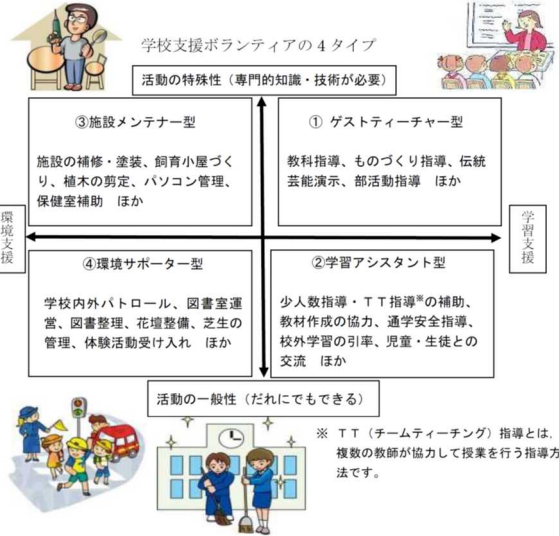 学校支援ボランティアの4タイプ
活動の特殊性（専門的知識・技術が必要）
③施設メンテナー型
施設の補修・塗装、飼育小屋づく
り、植木の剪定、パソコン管理、
保健室補助　ほか
① ゲストティーチャー型
教科指導、ものづくり指導、伝統
芸能演示、部活動指導　ほか
環境支援
学習支援
④環境サポーター型
学校内外パトロール、図書室運
営、図書整理、花壇整備、芝生の
管理、体験活動受け入れ　ほか
②学習アシスタント型
少人数指導・ＴＴ指導※の補助、
教材作成の協力、通学安全指導、
校外学習の引率、児童・生徒との
交流　ほか
活動の一般性（だれにでもできる）
※　ＴＴ（チームティーチング）指導とは、
複数の教師が協力して授業を行う指導方
法です。